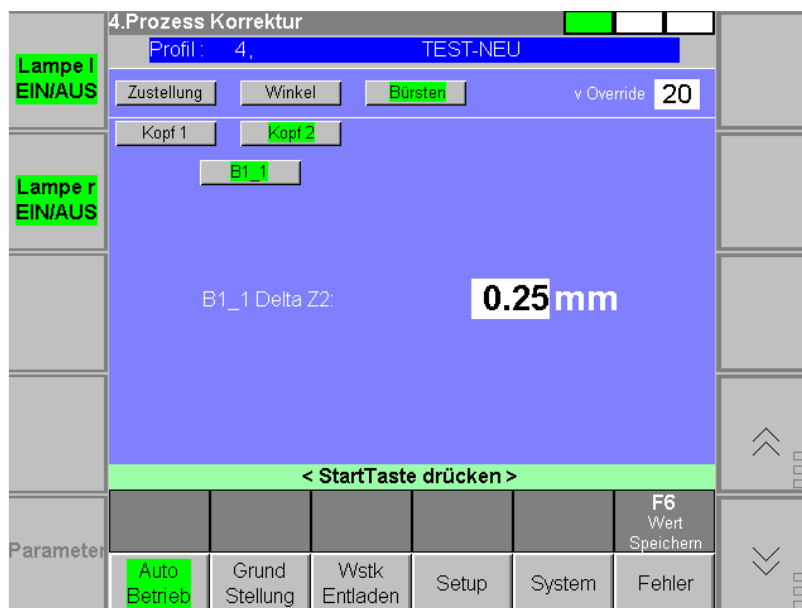 4.Prozess Korrektur
Profil : 4, TEST-NEU
Lampe l
EIN/AUS
Zustellung Winkel Bürsten v Override 20
Kopf 1 Kopf 2
B1_1
Lampe r
EIN/AUS
B1_1 Delta Z2: 0.25 mm
< StartTaste drücken >
F6
Wert
Speichern
Parameter
Auto
Betrieb
Grund
Stellung
Wstk
Entladen
Setup
System
Fehler